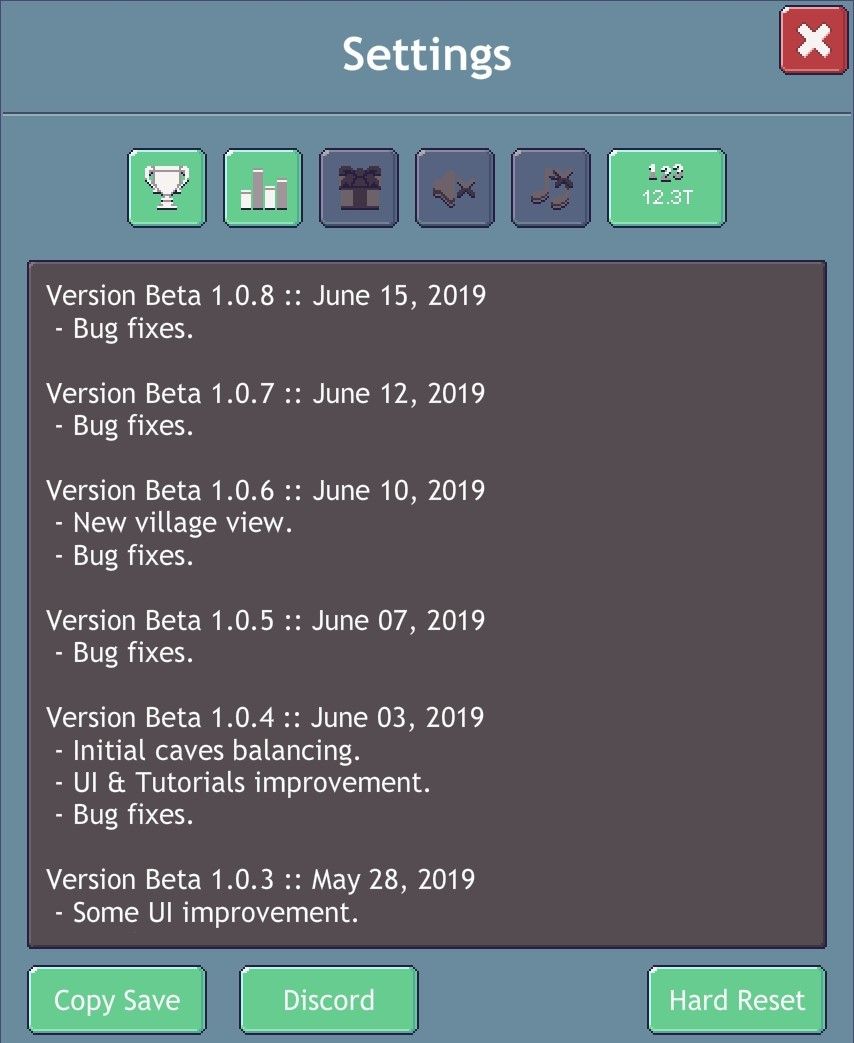 Settings
123
12.3T
Version Beta 1.0.8 :: June 15, 2019
- Bug fixes.
Version Beta 1.0.7 :: June 12, 2019
- Bug fixes.
Version Beta 1.0.6 :: June 10, 2019
- New village view.
- Bug fixes.
Version Beta 1.0.5 :: June 07, 2019
- Bug fixes.
Version Beta 1.0.4 :: June 03, 2019
- Initial caves balancing.
- UI & Tutorials improvement.
- Bug fixes.
Version Beta 1.0.3 :: May 28, 2019
- Some UI improvement.
Copy Save
Discord
Hard Reset